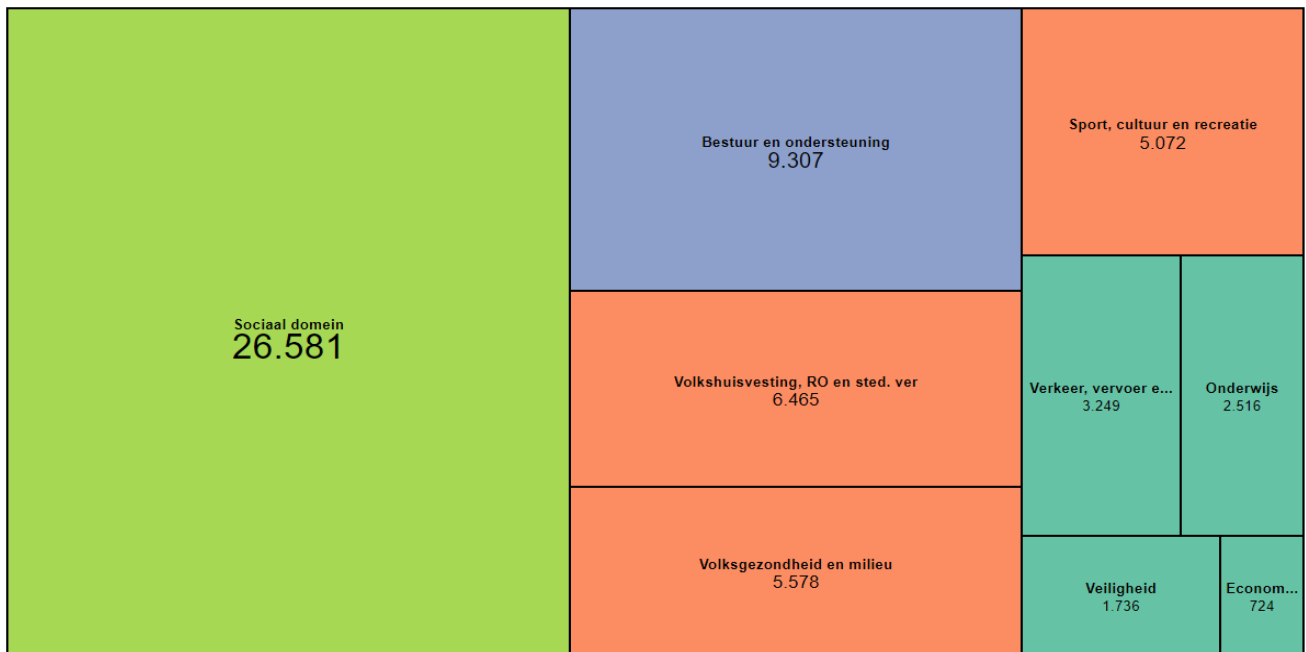 Sociaal domein
26.581
Bestuur en ondersteuning
9.307
Volkshuisvesting, RO en sted. ver
6.465
Volksgezondheid en milieu
5.578
Sport, cultuur en recreatie
5.072
Verkeer, vervoer e...
3.249
Onderwijs
2.516
Veiligheid
1.736
Econom...
724